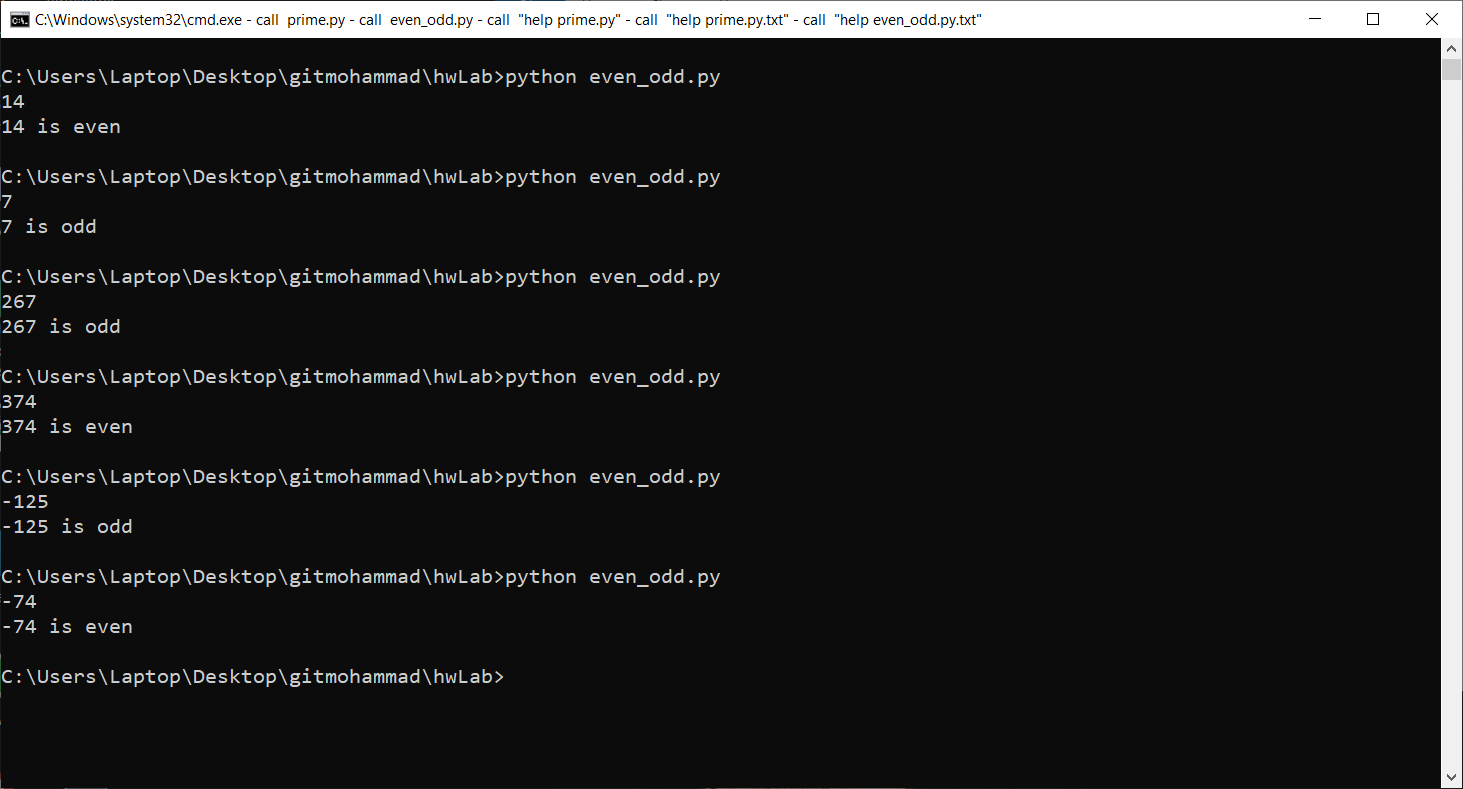 C:\Windows\system32\cmd.exe - call  prime.py - call  even_odd.py - call  "help prime.py" - call  "help prime.py.txt" - call  "help even_odd.py.txt"
C:\Users\Laptop\Desktop\gitmohammad\hwLab>python even_odd.py
14
14 is even
C:\Users\Laptop\Desktop\gitmohammad\hwLab>python even_odd.py
7
7 is odd
C:\Users\Laptop\Desktop\gitmohammad\hwLab>python even_odd.py
267
267 is odd
C:\Users\Laptop\Desktop\gitmohammad\hwLab>python even_odd.py
374
374 is even
C:\Users\Laptop\Desktop\gitmohammad\hwLab>python even_odd.py
-125
-125 is odd
C:\Users\Laptop\Desktop\gitmohammad\hwLab>python even_odd.py
-74
-74 is even
C:\Users\Laptop\Desktop\gitmohammad\hwLab>